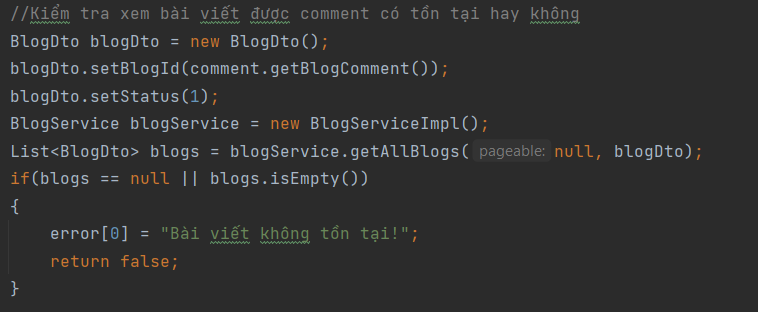 //Kiểm tra xem bài viết được comment có tồn tại hay không
BlogDto blogDto = new BlogDto();
blogDto.setBlogId(comment.getBlogComment());
blogDto.setStatus(1);
BlogService blogService = new BlogServiceImpl();
List<BlogDto> blogs = blogService.getAllBlogs( pageable: null, blogDto);
if(blogs == null || blogs.isEmpty())
{
    error[0] = "Bài viết không tồn tại!";
    return false;
}